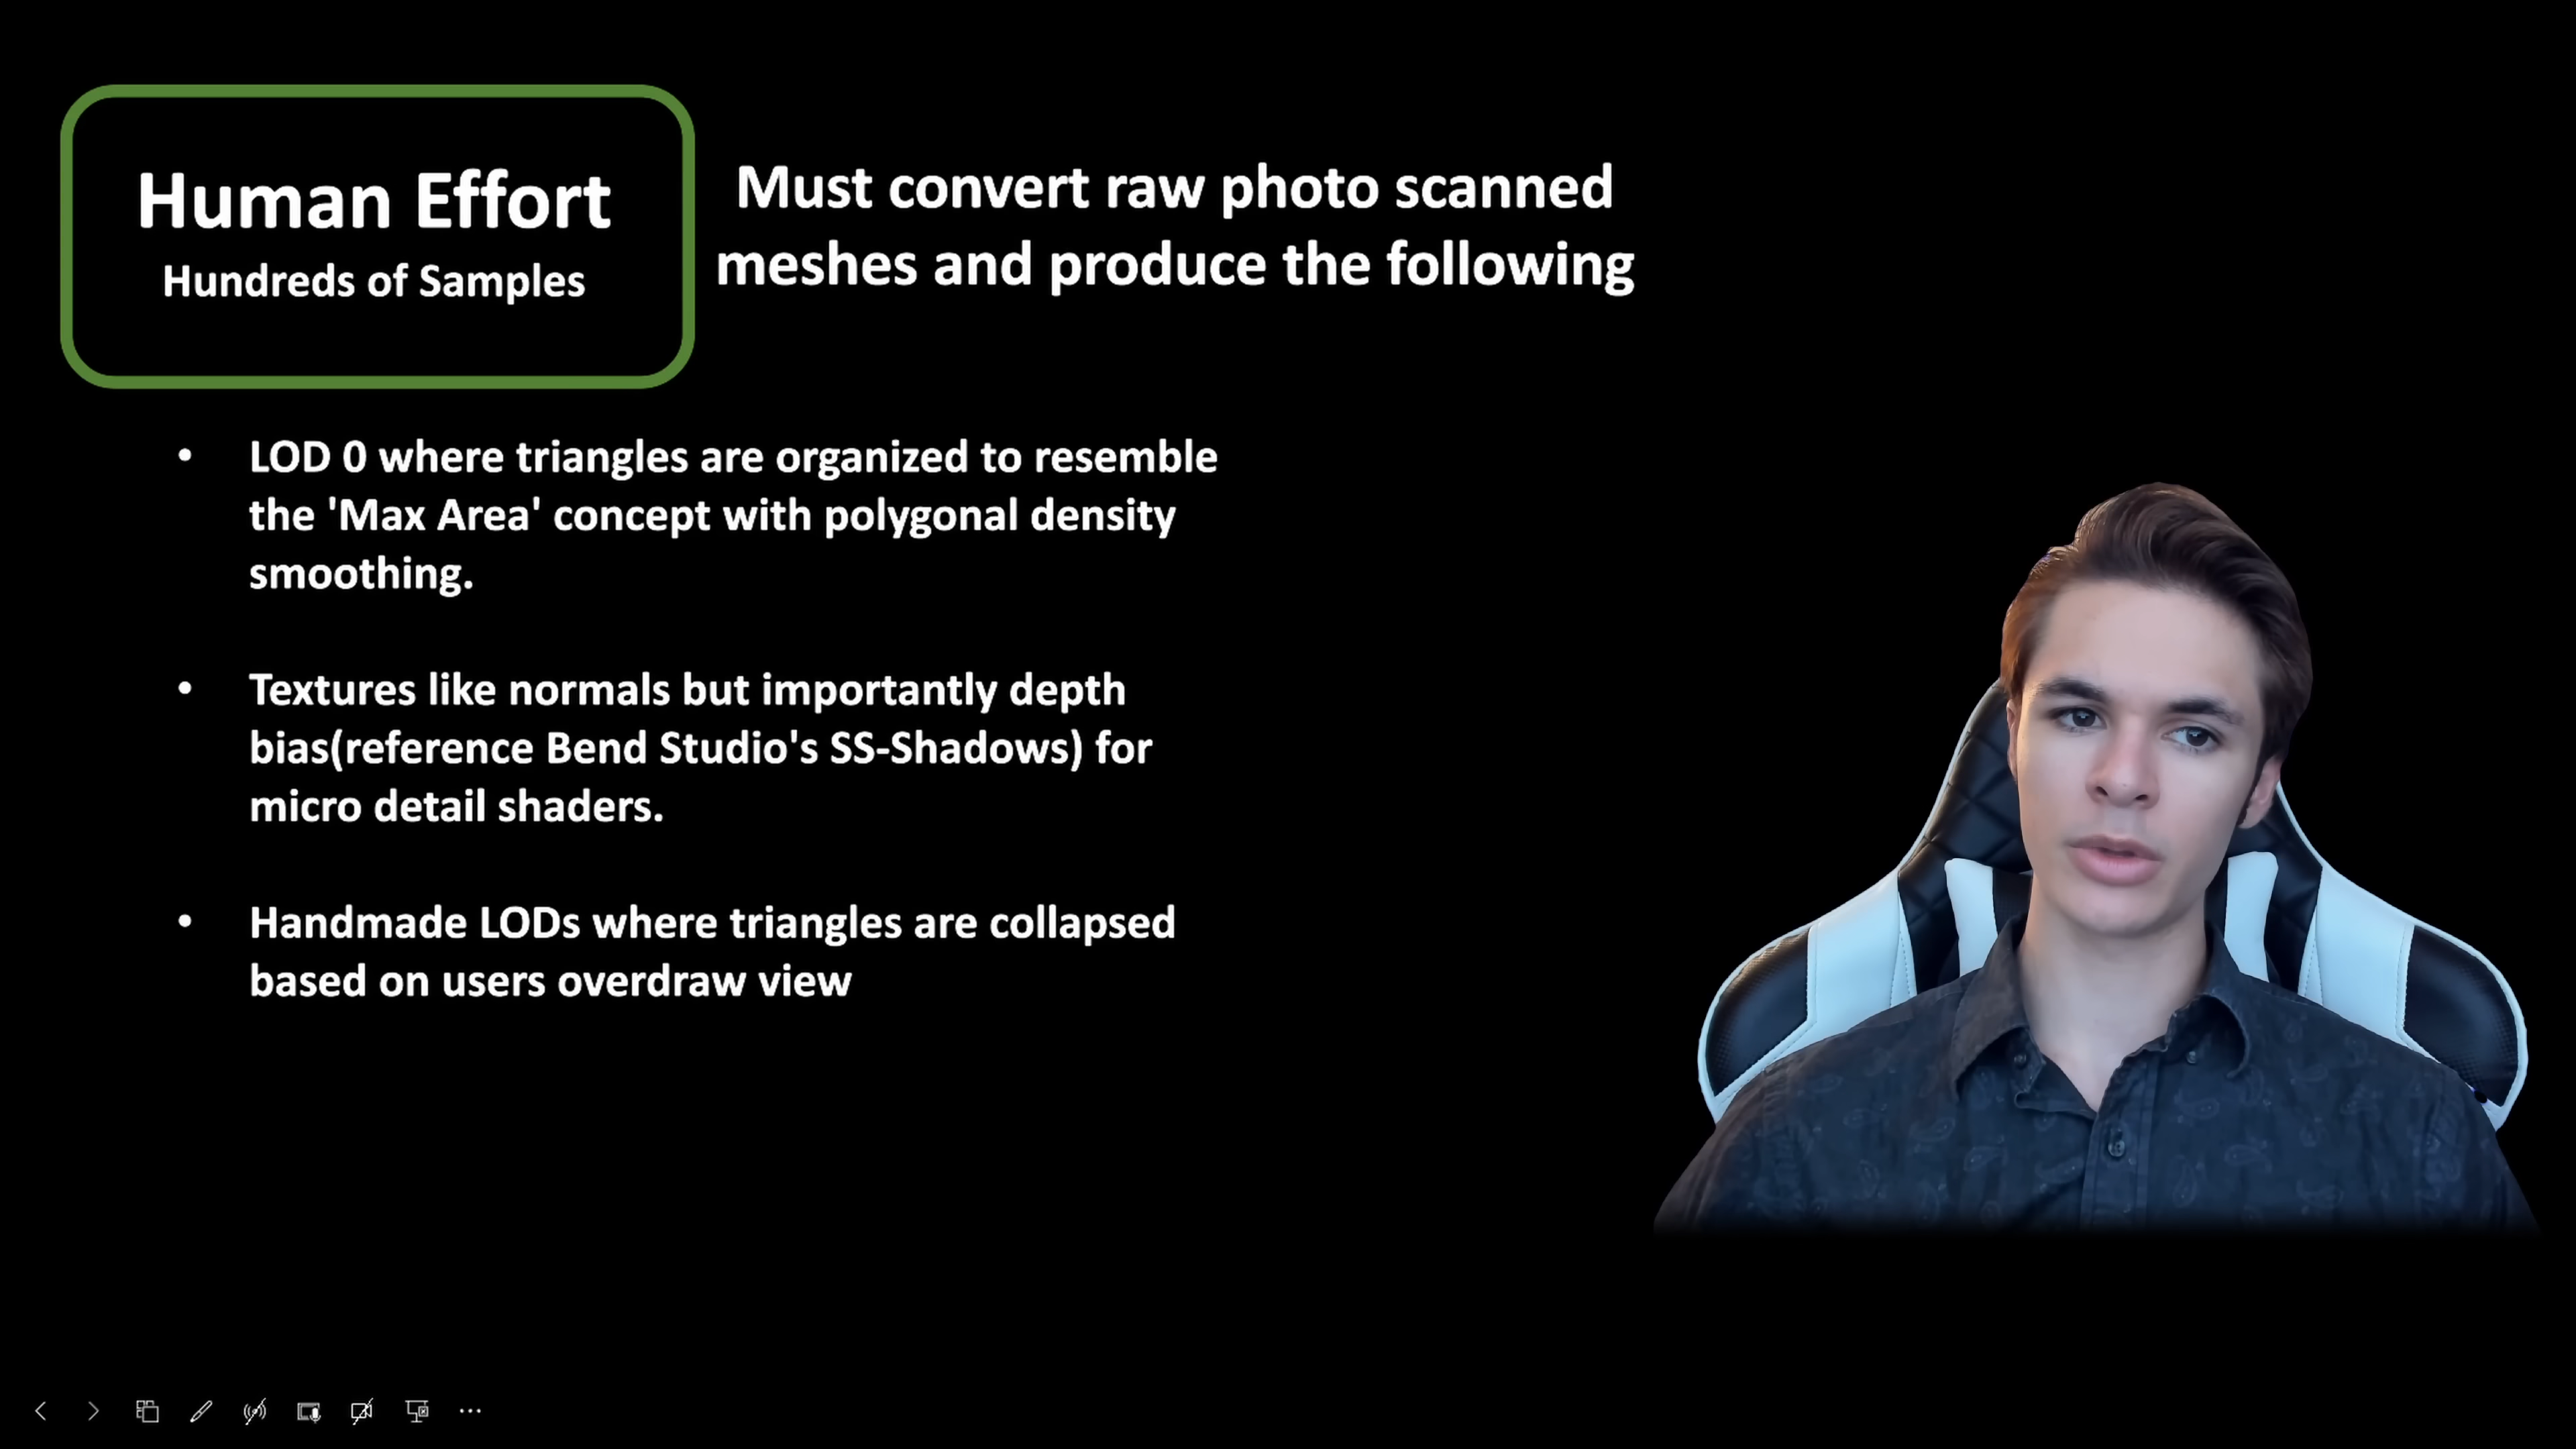 Human Effort
Hundreds of Samples
Must convert raw photo scanned
meshes and produce the following
• LOD 0 where triangles are organized to resemble
the 'Max Area' concept with polygonal density
smoothing.
• Textures like normals but importantly depth
bias(reference Bend Studio's SS-Shadows) for
micro detail shaders.
• Handmade LODs where triangles are collapsed
based on users overdraw view